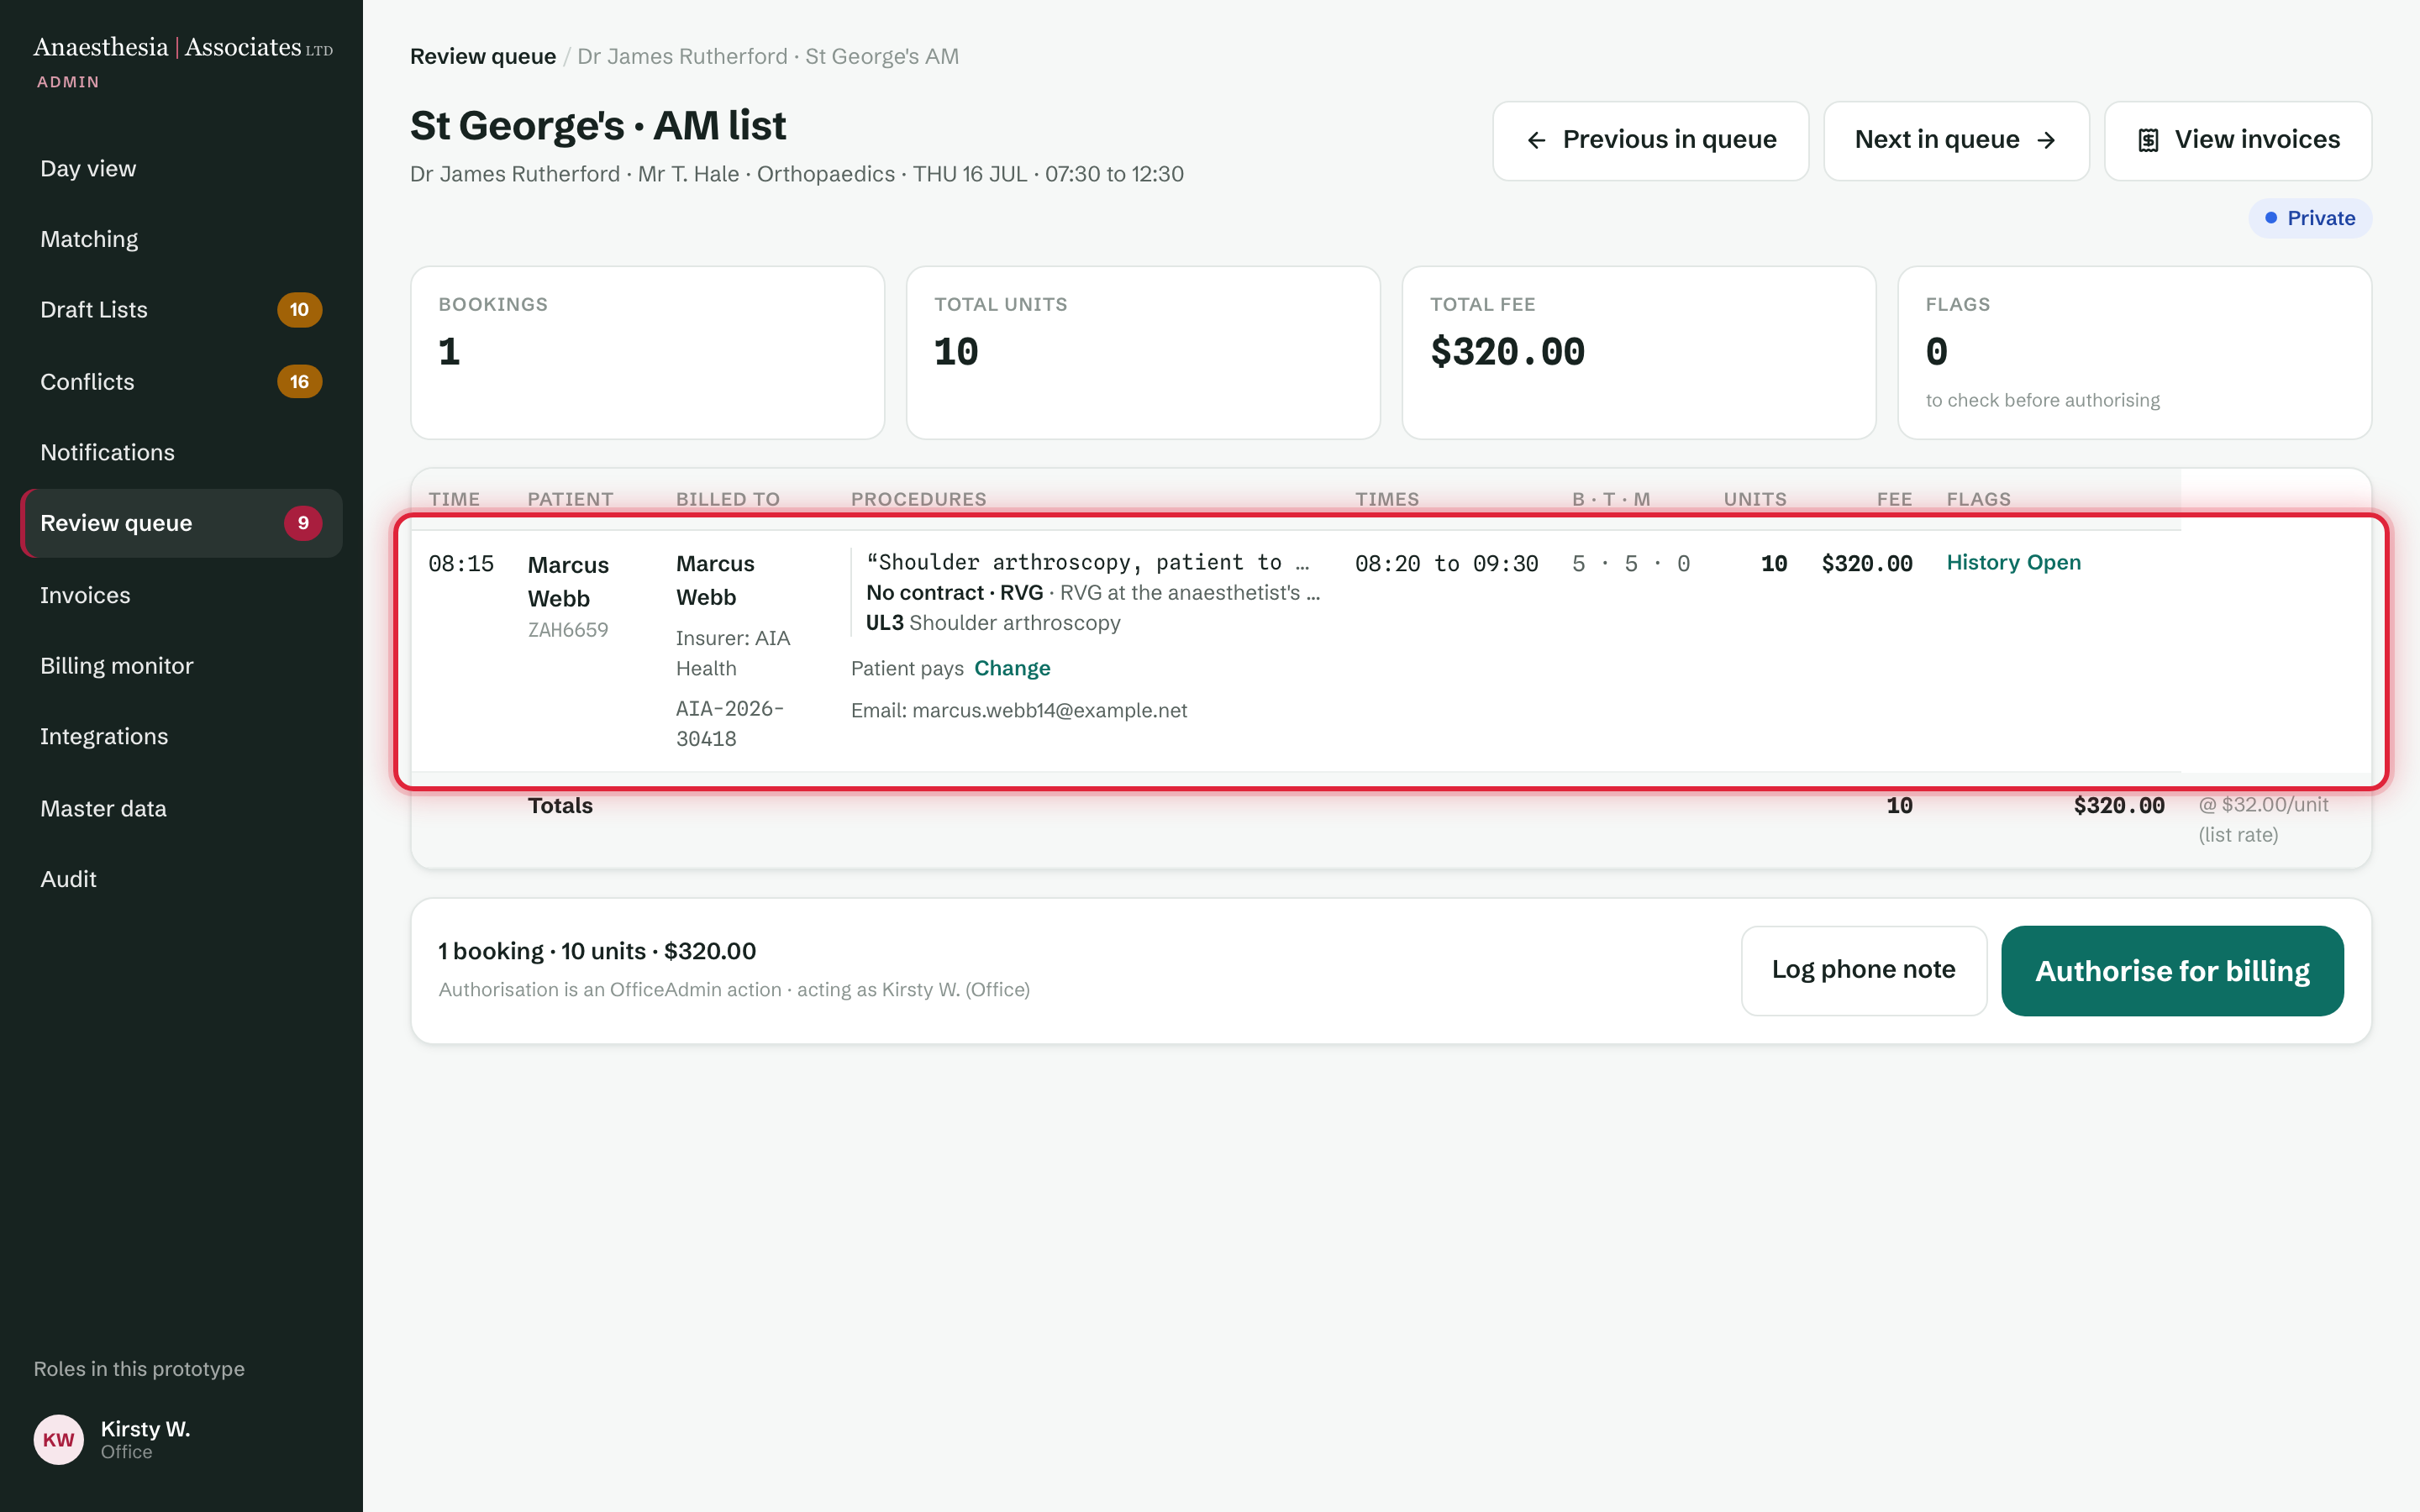 Anaesthesia | Associates LTD
ADMIN
Day view
Matching
Draft Lists 10
Conflicts 16
Notifications
Review queue 9
Invoices
Billing monitor
Integrations
Master data
Audit
Roles in this prototype
KW
Kirsty W.
Office
Review queue / Dr James Rutherford · St George's AM
St George's · AM list
Dr James Rutherford · Mr T. Hale · Orthopaedics · THU 16 JUL · 07:30 to 12:30
← Previous in queue
Next in queue →
View invoices
Private
BOOKINGS
1
TOTAL UNITS
10
TOTAL FEE
$320.00
FLAGS
0
to check before authorising
TIME PATIENT BILLED TO PROCEDURES TIMES B · T · M UNITS FEE FLAGS
08:15
Marcus
Webb
ZAH6659
Marcus
Webb
Insurer: AIA
Health
AIA-2026-
30418
“Shoulder arthroscopy, patient to …
No contract · RVG · RVG at the anaesthetist's …
UL3 Shoulder arthroscopy
Patient pays Change
Email: marcus.webb14@example.net
08:20 to 09:30
5 · 5 · 0
10
$320.00
History Open
Totals 10 $320.00 @ $32.00/unit
(list rate)
1 booking · 10 units · $320.00
Authorisation is an OfficeAdmin action · acting as Kirsty W. (Office)
Log phone note
Authorise for billing